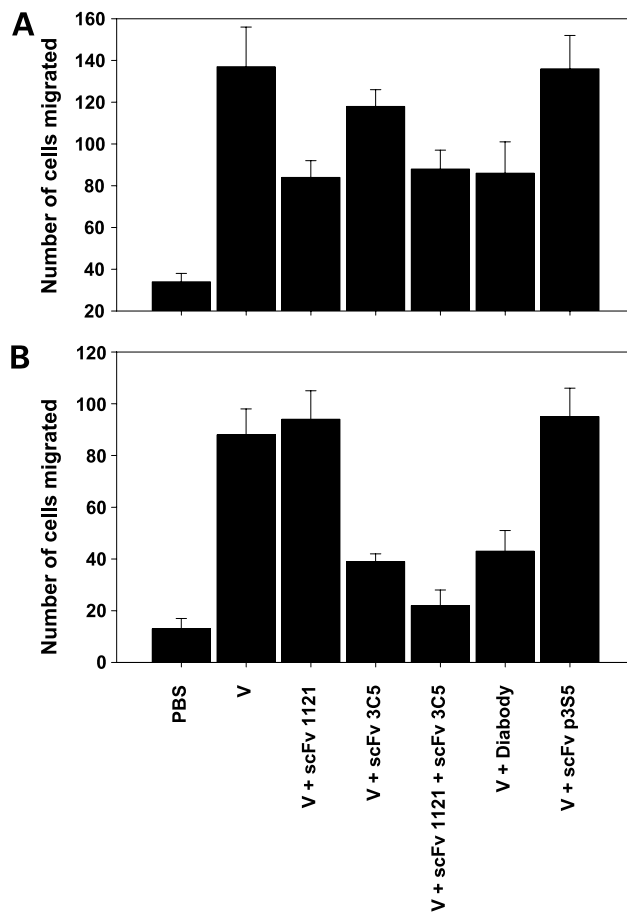 A
160
140
120
100
80
60
40
20
Number of cells migrated
B
120
100
80
60
40
20
0
Number of cells migrated
PBS
V
V + scFv 1121
V + scFv 3C5
V + scFv 1121 + scFv 3C5
V + Diabody
V + scFv p3S5